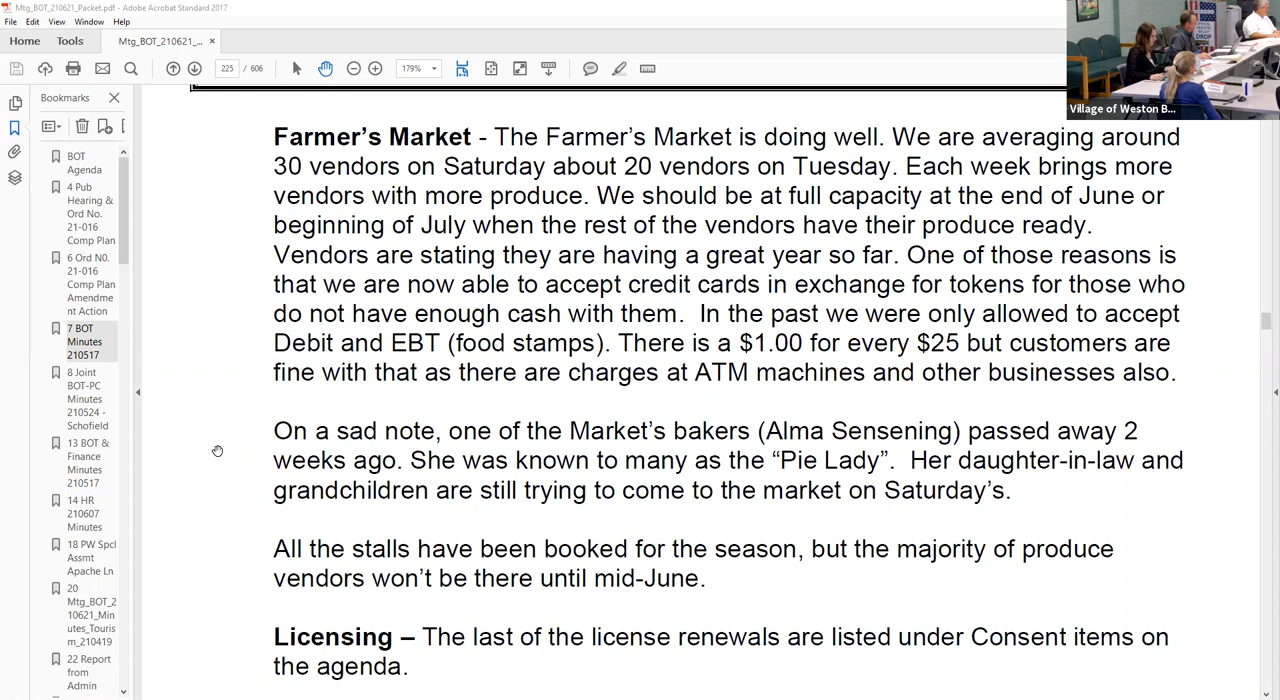 Mtg_BOT_210621_Packet.pdf - Adobe Acrobat Standard 2017
File Edit View Window Help
Home Tools Mtg_BOT_210621_... ×
225 / 606 179%
Bookmarks
BOT
Agenda
4 Pub
Hearing &
Ord No.
21-016
Comp Plan
6 Ord N0.
21-016
Comp Plan
Amendme
nt Action
7 BOT
Minutes
210517
8 Joint
BOT-PC
Minutes
210524 -
Schofield
13 BOT &
Finance
Minutes
210517
14 HR
210607
Minutes
18 PW Spcl
Assmt
Apache Ln
20
Mtg_BOT_2
10621_Min
utes_Touris
m_210419
22 Report
from
Admin
Farmer’s Market - The Farmer’s Market is doing well. We are averaging around
30 vendors on Saturday about 20 vendors on Tuesday. Each week brings more
vendors with more produce. We should be at full capacity at the end of June or
beginning of July when the rest of the vendors have their produce ready.
Vendors are stating they are having a great year so far. One of those reasons is
that we are now able to accept credit cards in exchange for tokens for those who
do not have enough cash with them. In the past we were only allowed to accept
Debit and EBT (food stamps). There is a $1.00 for every $25 but customers are
fine with that as there are charges at ATM machines and other businesses also.
On a sad note, one of the Market’s bakers (Alma Sensening) passed away 2
weeks ago. She was known to many as the “Pie Lady”. Her daughter-in-law and
grandchildren are still trying to come to the market on Saturday’s.
All the stalls have been booked for the season, but the majority of produce
vendors won’t be there until mid-June.
Licensing – The last of the license renewals are listed under Consent items on
the agenda.
DROP
Village of Weston B...